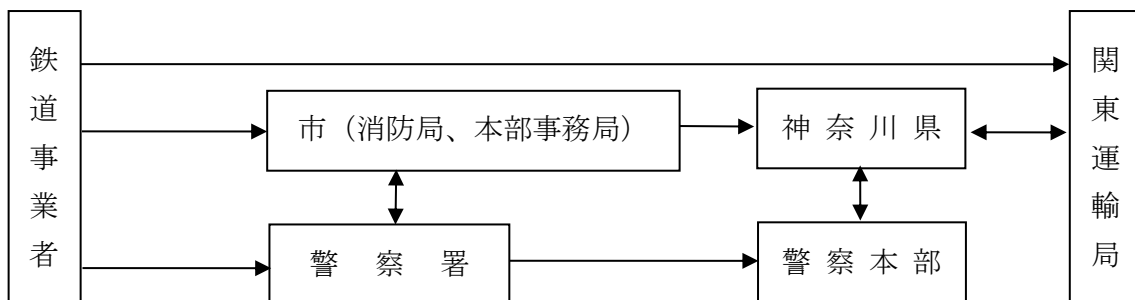 鉄道事業者
市（消防局、本部事務局）
神奈川県
警察署
警察本部
関東運輸局